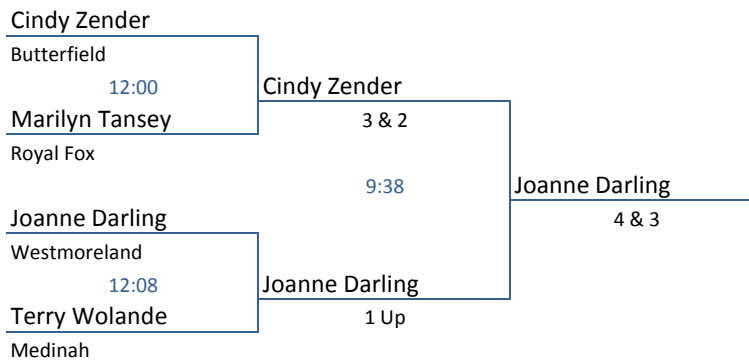 Cindy Zender
Butterfield
12:00
Cindy Zender
Marilyn Tansey
3 & 2
Royal Fox
9:38
Joanne Darling
Joanne Darling
4 & 3
Westmoreland
12:08
Joanne Darling
Terry Wolande
1 Up
Medinah